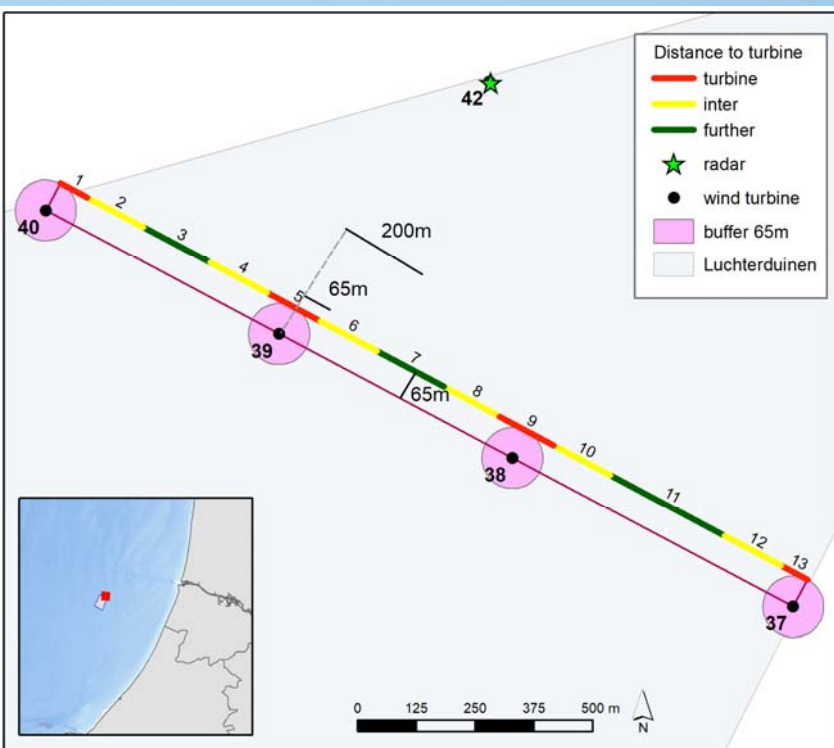 42
Distance to turbine
turbine
inter
further
radar
wind turbine
buffer 65m
Luchterduinen
1
2
3
4
5
6
7
8
9
10
11
12
13
40
200m
65m
39
65m
38
37
0 125 250 375 500 m
N